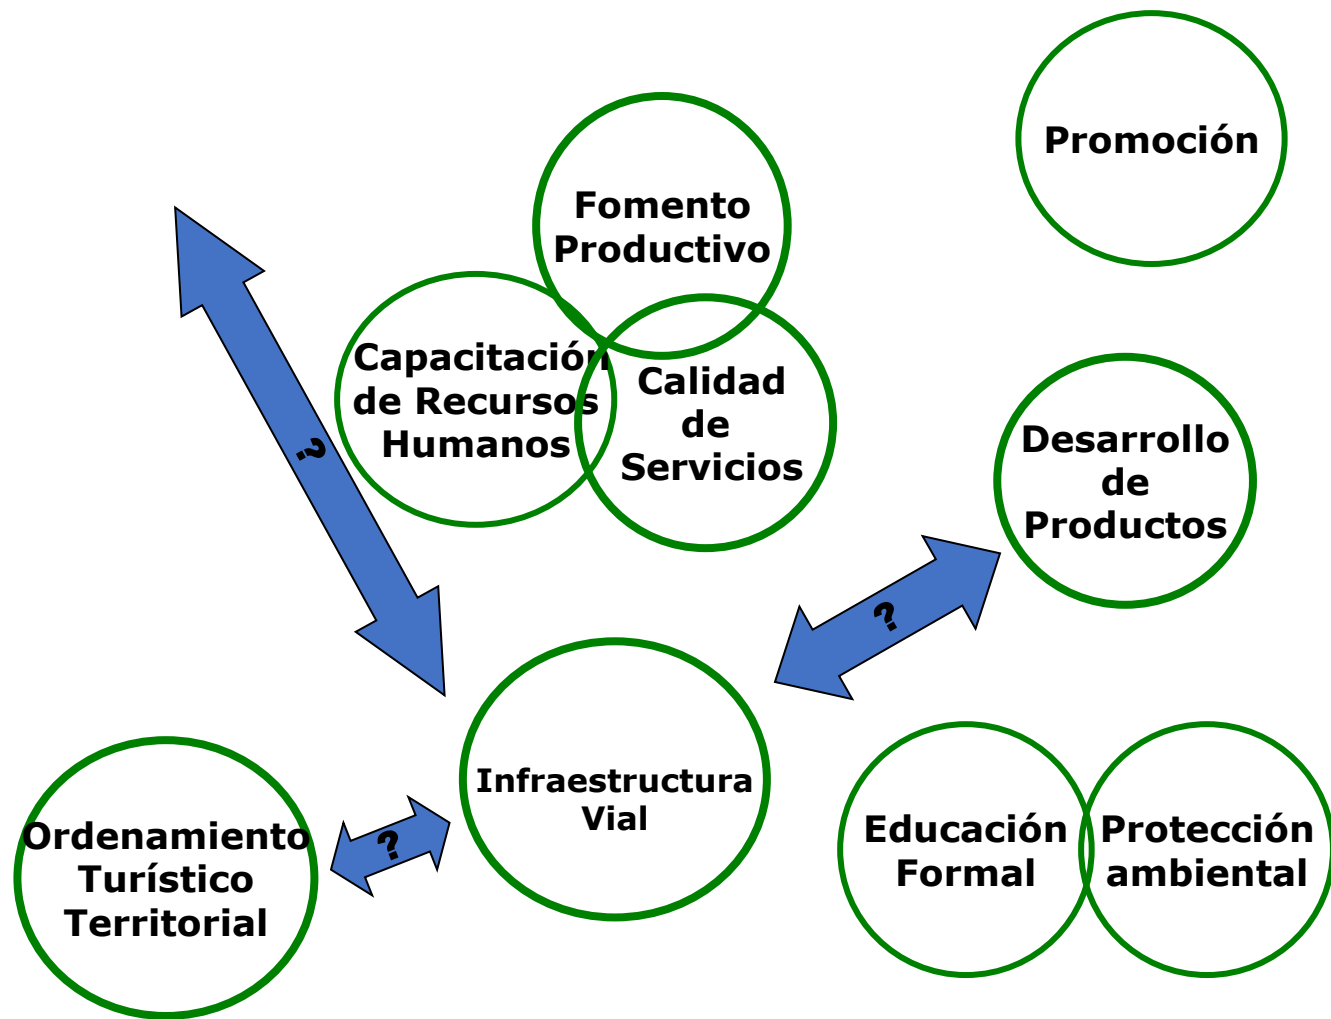 Promoción
Fomento
Productivo
Capacitación
de Recursos
Humanos
Calidad
de
Servicios
?
Desarrollo
de
Productos
?
Infraestructura
Vial
Ordenamiento
Turístico
Territorial
?
Educación
Formal
Protección
ambiental